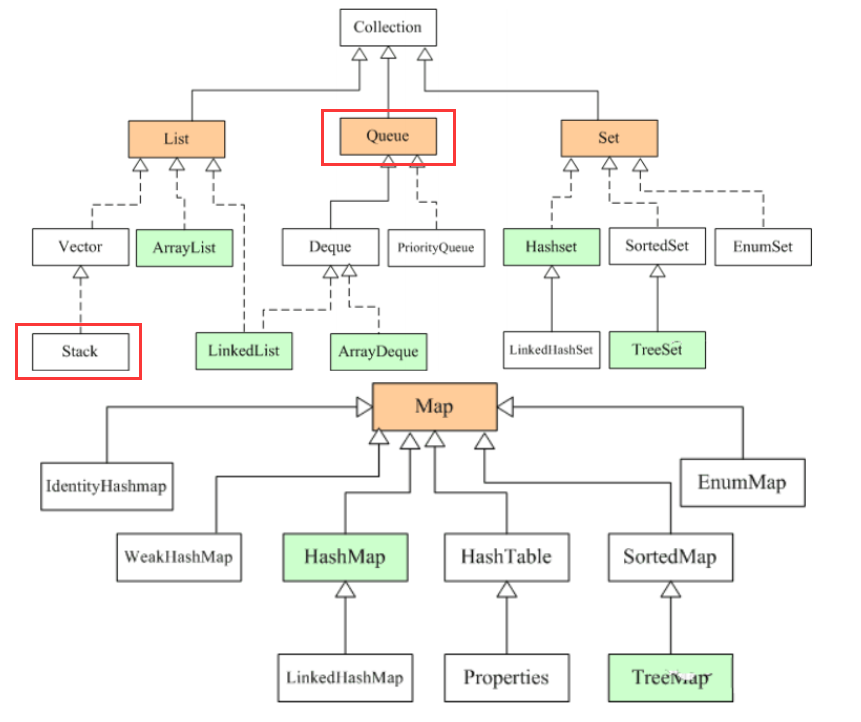 Collection
List
Queue
Set
Vector
ArrayList
Deque
PriorityQueue
Hashset
SortedSet
EnumSet
Stack
LinkedList
ArrayDeque
LinkedHashSet
TreeSet
Map
IdentityHashmap
EnumMap
WeakHashMap
HashMap
HashTable
SortedMap
LinkedHashMap
Properties
TreeMap